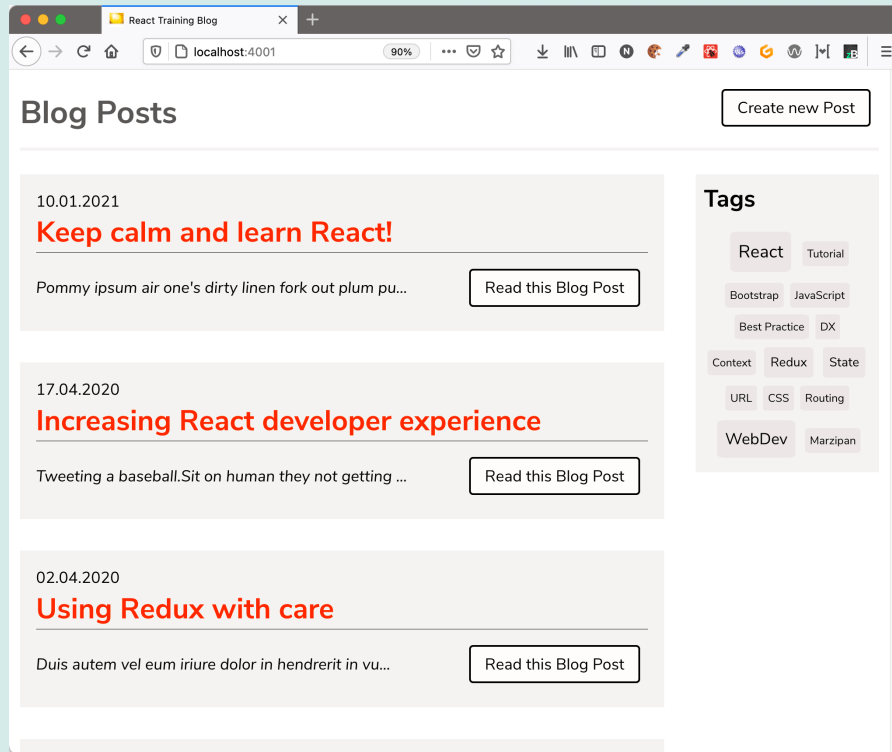 React Training Blog
localhost:4001
90%
Blog Posts
Create new Post
10.01.2021
Keep calm and learn React!
Pommy ipsum air one's dirty linen fork out plum pu...
Read this Blog Post
17.04.2020
Increasing React developer experience
Tweeting a baseball.Sit on human they not getting ...
Read this Blog Post
02.04.2020
Using Redux with care
Duis autem vel eum iriure dolor in hendrerit in vu...
Read this Blog Post
Tags
React Tutorial
Bootstrap JavaScript
Best Practice DX
Context Redux State
URL CSS Routing
WebDev Marzipan